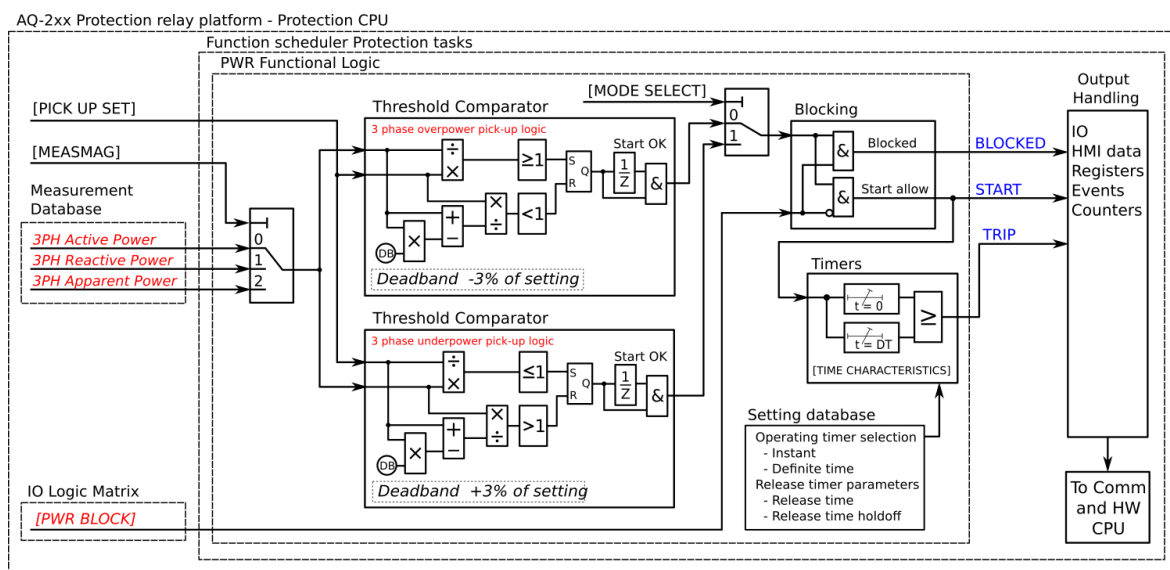 AQ-2xx Protection relay platform - Protection CPU
Function scheduler Protection tasks
PWR Functional Logic
[PICK UP SET]
[MEASMAG]
Measurement
Database
3PH Active Power
3PH Reactive Power
3PH Apparent Power
0
1
2
Threshold Comparator
3 phase overpower pick-up logic
÷
×
≥1
S
R
Q
Start OK
1
Z
&
×
÷
<1
+
−
DB
×
Deadband -3% of setting
Threshold Comparator
3 phase underpower pick-up logic
÷
×
≤1
S
R
Q
Start OK
1
Z
&
×
÷
>1
+
−
DB
×
Deadband +3% of setting
[MODE SELECT]
0
1
Blocking
&
Blocked
&
Start allow
BLOCKED
START
TRIP
Timers
t = 0
t = DT
≥
[TIME CHARACTERISTICS]
Setting database
Operating timer selection
- Instant
- Definite time
Release timer parameters
- Release time
- Release time holdoff
Output
Handling
IO
HMI data
Registers
Events
Counters
To Comm
and HW
CPU
IO Logic Matrix
[PWR BLOCK]